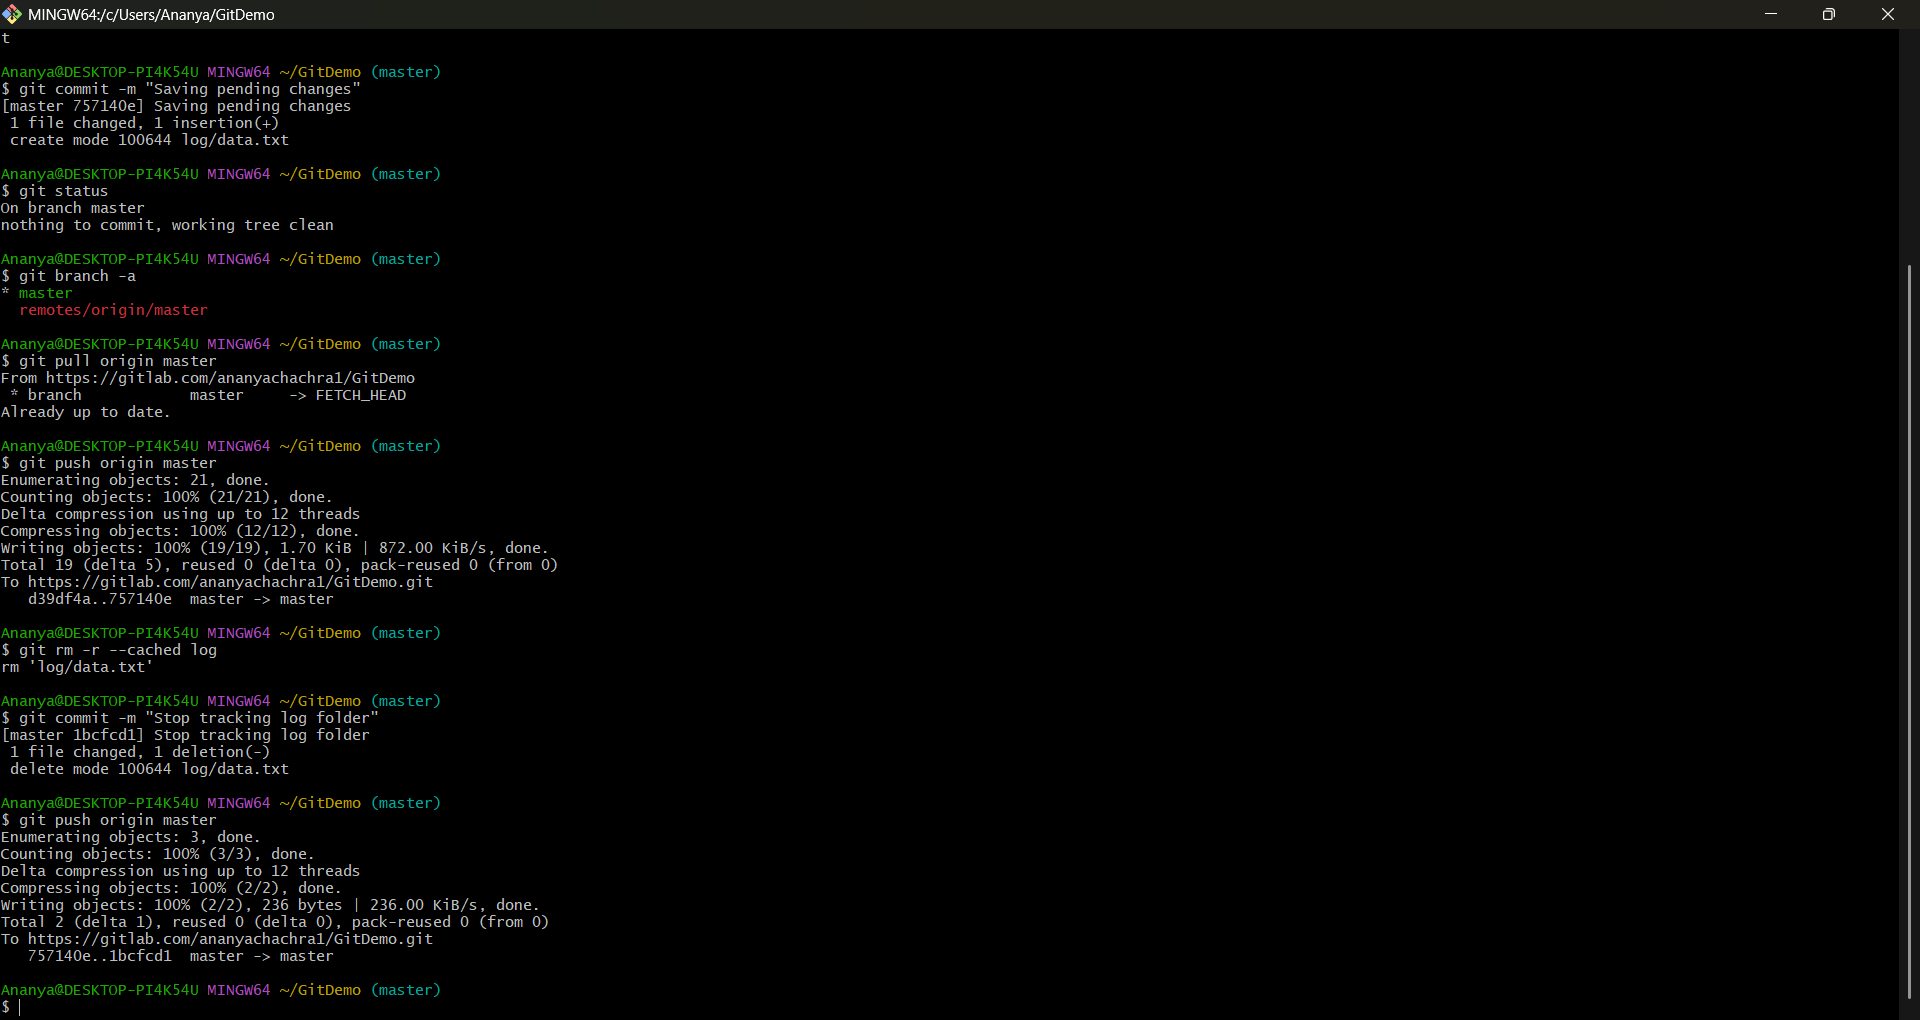 MINGW64:/c/Users/Ananya/GitDemo
t
Ananya@DESKTOP-PI4K54U MINGW64 ~/GitDemo (master)
$ git commit -m "Saving pending changes"
[master 757140e] Saving pending changes
 1 file changed, 1 insertion(+)
 create mode 100644 log/data.txt
Ananya@DESKTOP-PI4K54U MINGW64 ~/GitDemo (master)
$ git status
On branch master
nothing to commit, working tree clean
Ananya@DESKTOP-PI4K54U MINGW64 ~/GitDemo (master)
$ git branch -a
* master
  remotes/origin/master
Ananya@DESKTOP-PI4K54U MINGW64 ~/GitDemo (master)
$ git pull origin master
From https://gitlab.com/ananyachachra1/GitDemo
 * branch            master     -> FETCH_HEAD
Already up to date.
Ananya@DESKTOP-PI4K54U MINGW64 ~/GitDemo (master)
$ git push origin master
Enumerating objects: 21, done.
Counting objects: 100% (21/21), done.
Delta compression using up to 12 threads
Compressing objects: 100% (12/12), done.
Writing objects: 100% (19/19), 1.70 KiB | 872.00 KiB/s, done.
Total 19 (delta 5), reused 0 (delta 0), pack-reused 0 (from 0)
To https://gitlab.com/ananyachachra1/GitDemo.git
   d39df4a..757140e  master -> master
Ananya@DESKTOP-PI4K54U MINGW64 ~/GitDemo (master)
$ git rm -r --cached log
rm 'log/data.txt'
Ananya@DESKTOP-PI4K54U MINGW64 ~/GitDemo (master)
$ git commit -m "Stop tracking log folder"
[master 1bcfcd1] Stop tracking log folder
 1 file changed, 1 deletion(-)
 delete mode 100644 log/data.txt
Ananya@DESKTOP-PI4K54U MINGW64 ~/GitDemo (master)
$ git push origin master
Enumerating objects: 3, done.
Counting objects: 100% (3/3), done.
Delta compression using up to 12 threads
Compressing objects: 100% (2/2), done.
Writing objects: 100% (2/2), 236 bytes | 236.00 KiB/s, done.
Total 2 (delta 1), reused 0 (delta 0), pack-reused 0 (from 0)
To https://gitlab.com/ananyachachra1/GitDemo.git
   757140e..1bcfcd1  master -> master
Ananya@DESKTOP-PI4K54U MINGW64 ~/GitDemo (master)
$